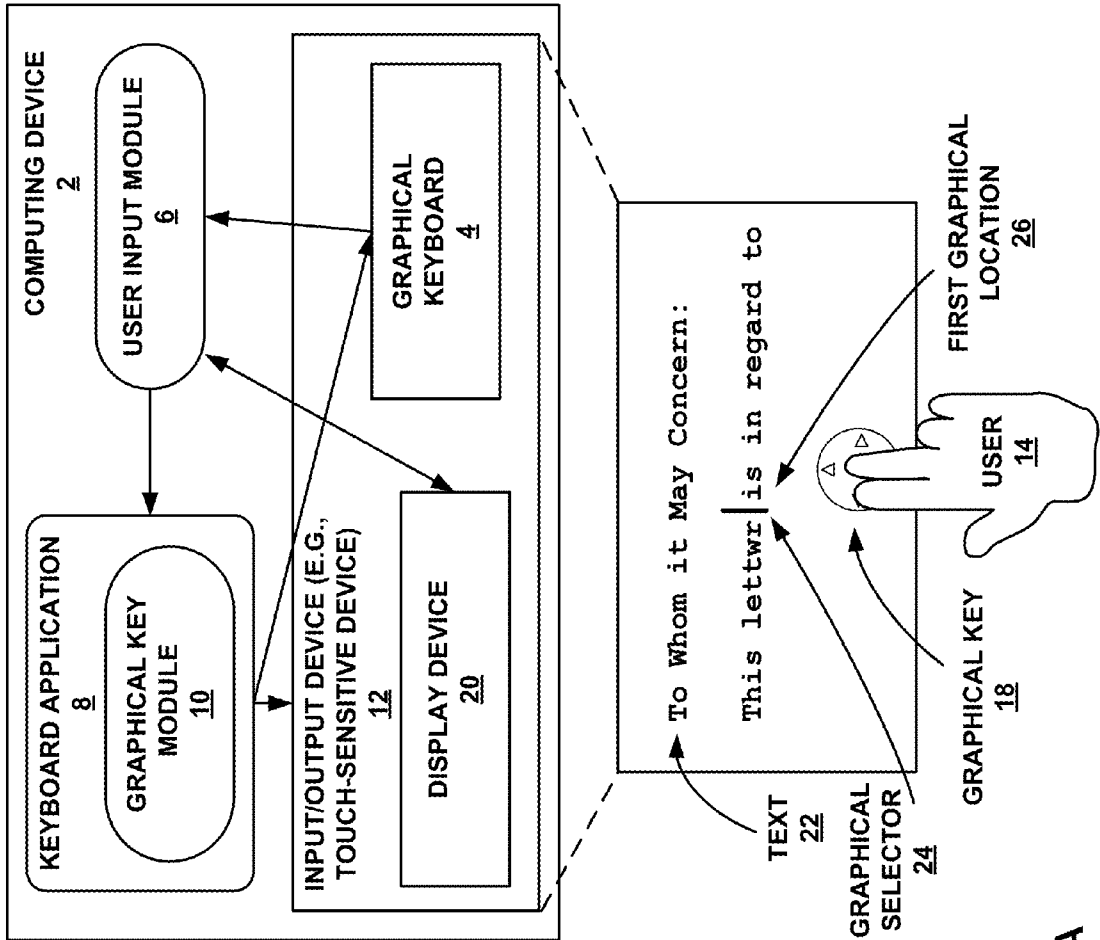 COMPUTING DEVICE
2
KEYBOARD APPLICATION
8
GRAPHICAL KEY
MODULE
10
USER INPUT MODULE
6
INPUT/OUTPUT DEVICE (E.G.,
TOUCH-SENSITIVE DEVICE)
12
DISPLAY DEVICE
20
GRAPHICAL
KEYBOARD
4
TEXT
22
To Whom it May Concern:
This lettwr is in regard to
GRAPHICAL
SELECTOR
24
GRAPHICAL KEY
18
USER
14
FIRST GRAPHICAL
LOCATION
26
A